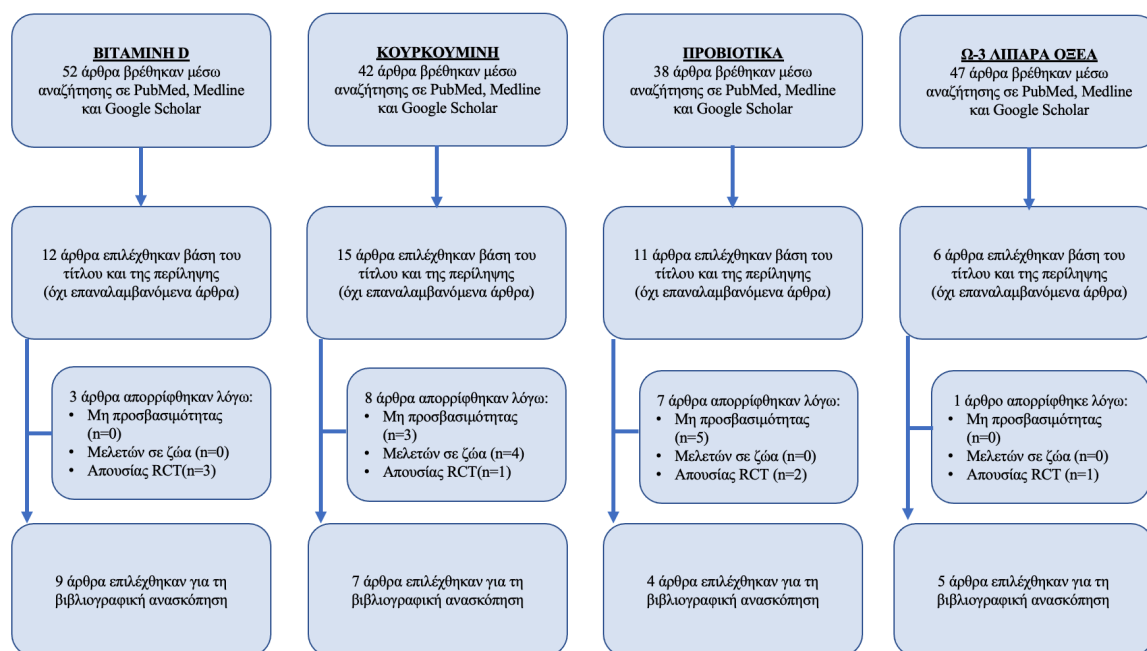 ΒΙΤΑΜΙΝΗ D
52 άρθρα βρέθηκαν μέσω
αναζήτησης σε PubMed, Medline
και Google Scholar
12 άρθρα επιλέχθηκαν βάση του
τίτλου και της περίληψης
(όχι επαναλαμβανόμενα άρθρα)
3 άρθρα απορρίφθηκαν λόγω:
• Μη προσβασιμότητας
(n=0)
• Μελετών σε ζώα (n=0)
• Απουσίας RCT(n=3)
9 άρθρα επιλέχθηκαν για τη
βιβλιογραφική ανασκόπηση
ΚΟΥΡΚΟΥΜΙΝΗ
42 άρθρα βρέθηκαν μέσω
αναζήτησης σε PubMed, Medline
και Google Scholar
15 άρθρα επιλέχθηκαν βάση του
τίτλου και της περίληψης
(όχι επαναλαμβανόμενα άρθρα)
8 άρθρα απορρίφθηκαν λόγω:
• Μη προσβασιμότητας
(n=3)
• Μελετών σε ζώα (n=4)
• Απουσίας RCT(n=1)
7 άρθρα επιλέχθηκαν για τη
βιβλιογραφική ανασκόπηση
ΠΡΟΒΙΟΤΙΚΑ
38 άρθρα βρέθηκαν μέσω
αναζήτησης σε PubMed, Medline
και Google Scholar
11 άρθρα επιλέχθηκαν βάση του
τίτλου και της περίληψης
(όχι επαναλαμβανόμενα άρθρα)
7 άρθρα απορρίφθηκαν λόγω:
• Μη προσβασιμότητας
(n=5)
• Μελετών σε ζώα (n=0)
• Απουσίας RCT (n=2)
4 άρθρα επιλέχθηκαν για τη
βιβλιογραφική ανασκόπηση
Ω-3 ΛΙΠΑΡΑ ΟΞΕΑ
47 άρθρα βρέθηκαν μέσω
αναζήτησης σε PubMed, Medline
και Google Scholar
6 άρθρα επιλέχθηκαν βάση του
τίτλου και της περίληψης
(όχι επαναλαμβανόμενα άρθρα)
1 άρθρο απορρίφθηκε λόγω:
• Μη προσβασιμότητας
(n=0)
• Μελετών σε ζώα (n=0)
• Απουσίας RCT (n=1)
5 άρθρα επιλέχθηκαν για τη
βιβλιογραφική ανασκόπηση